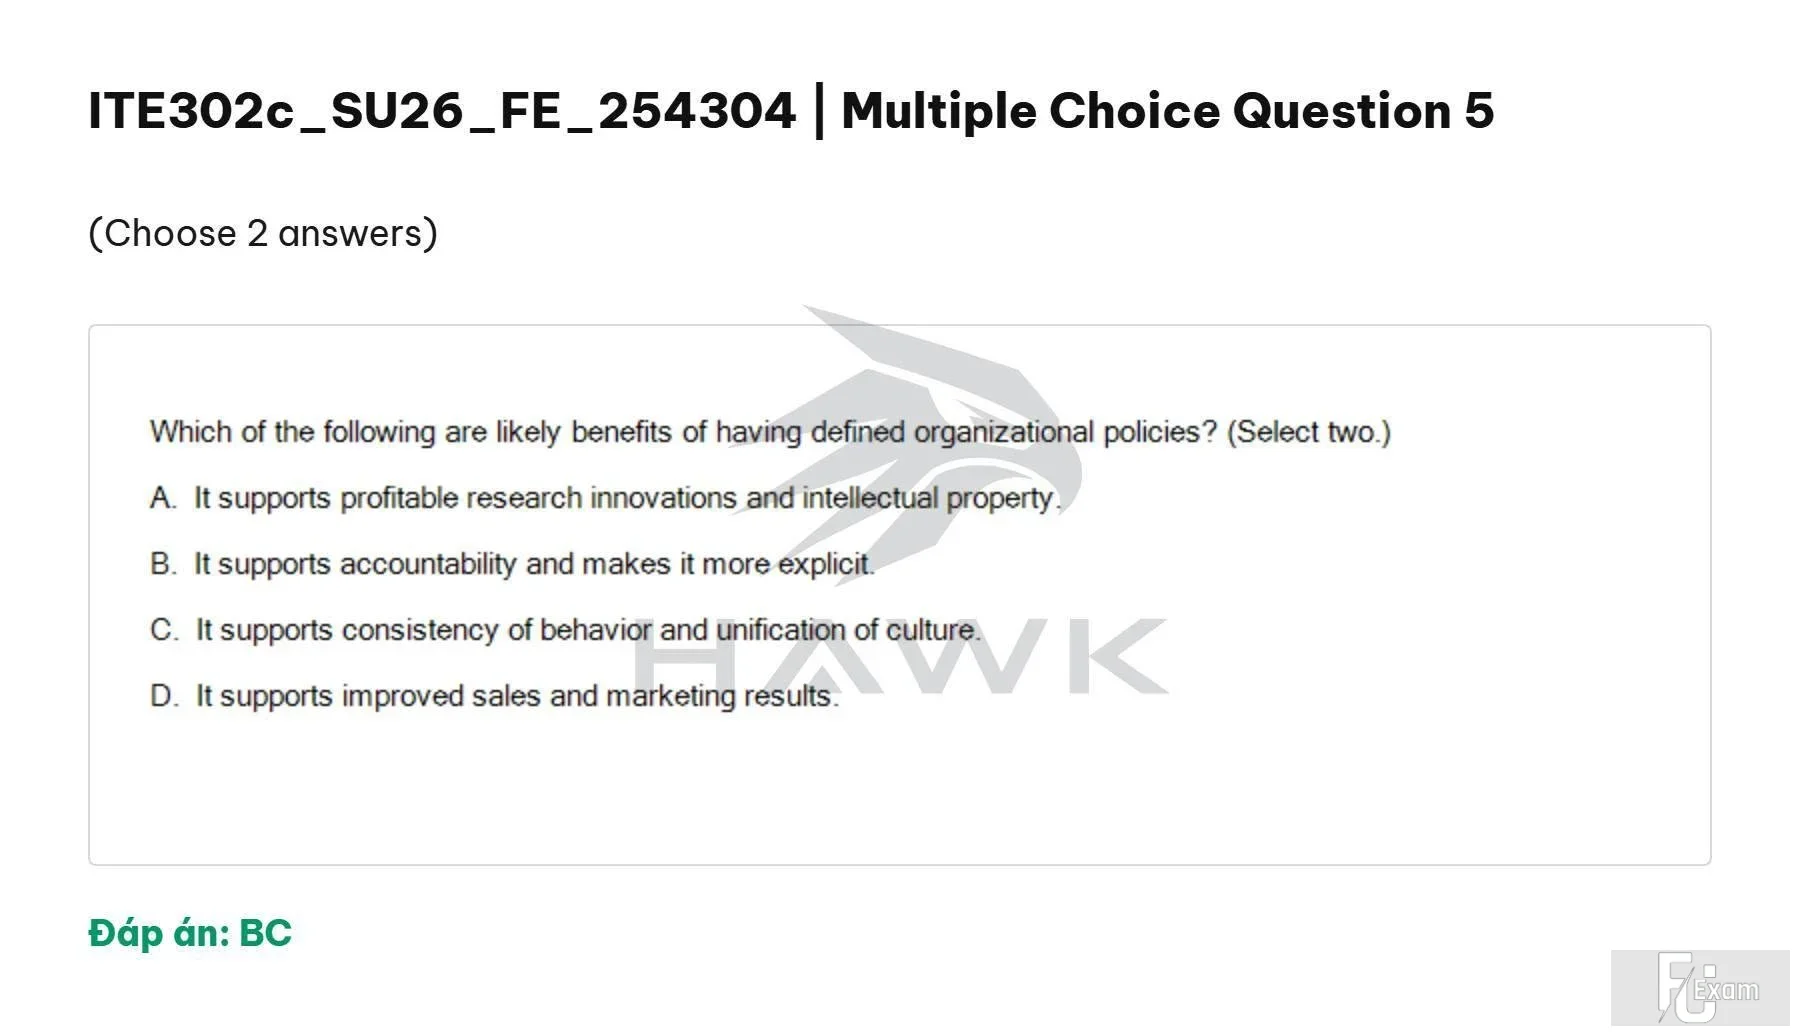 ITE302c_SU26_FE_254304 | Multiple Choice Question 5
(Choose 2 answers)
Which of the following are likely benefits of having defined organizational policies? (Select two.)
A. It supports profitable research innovations and intellectual property.
B. It supports accountability and makes it more explicit.
C. It supports consistency of behavior and unification of culture.
HAWK
D. It supports improved sales and marketing results.
Đáp án: BC
FU Exam